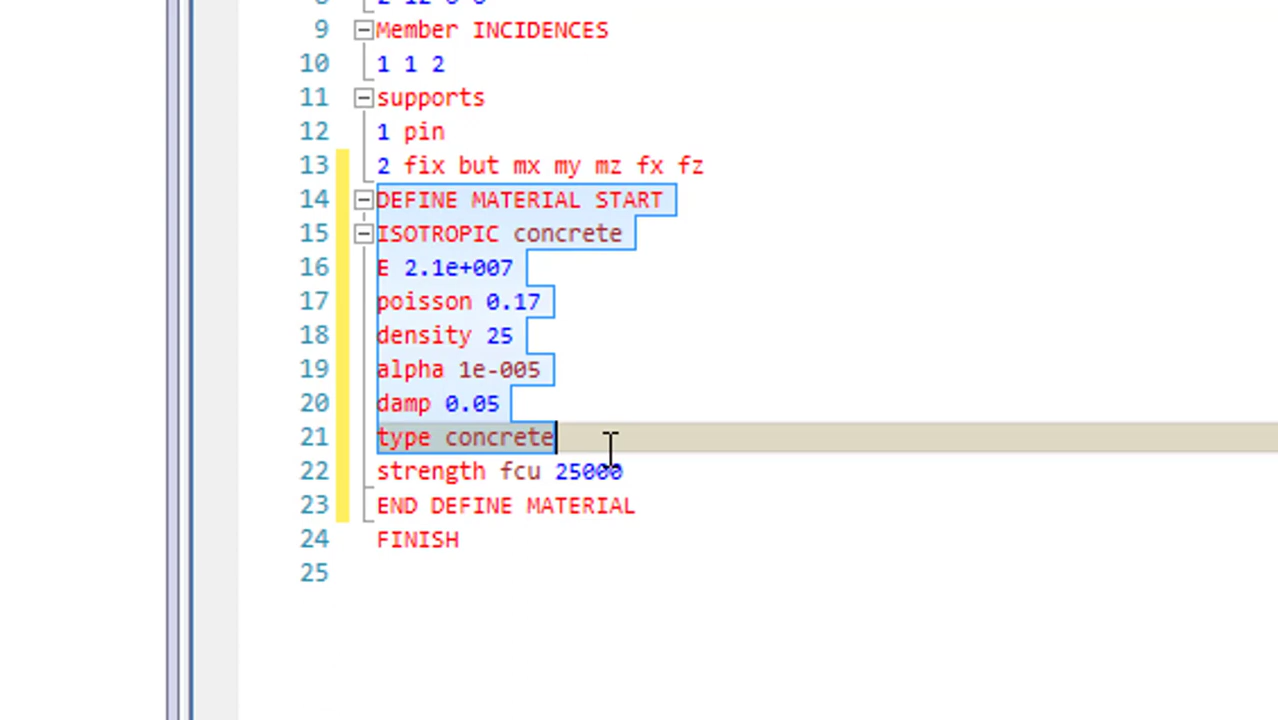 9 Member INCIDENCES
10 1 1 2
11 supports
12 1 pin
13 2 fix but mx my mz fx fz
14 DEFINE MATERIAL START
15 ISOTROPIC concrete
16 E 2.1e+007
17 poisson 0.17
18 density 25
19 alpha 1e-005
20 damp 0.05
21 type concrete
22 strength fcu 25000
23 END DEFINE MATERIAL
24 FINISH
25